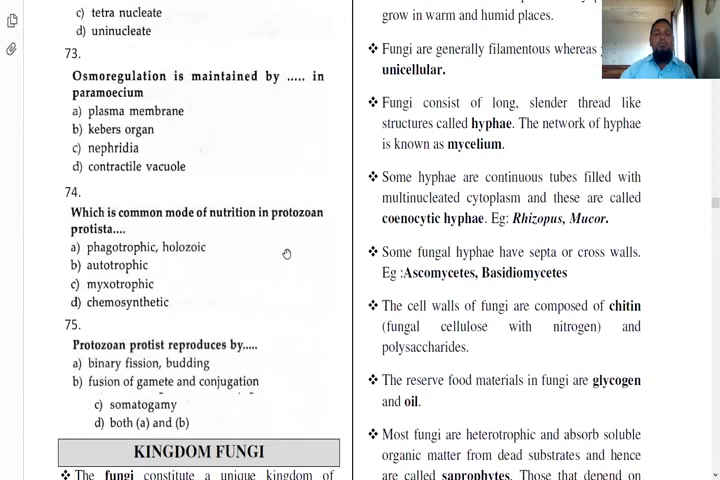 c) tetra nucleate
d) uninucleate
73.
Osmoregulation is maintained by ..... in
paramoecium
a) plasma membrane
b) kebers organ
c) nephridia
d) contractile vacuole
74.
Which is common mode of nutrition in protozoan
protista....
a) phagotrophic, holozoic
b) autotrophic
c) myxotrophic
d) chemosynthetic
75.
Protozoan protist reproduces by.....
a) binary fission, budding
b) fusion of gamete and conjugation
c) somatogamy
d) both (a) and (b)
KINGDOM FUNGI
❖ The fungi constitute a unique kingdom of
grow in warm and humid places.
❖ Fungi are generally filamentous whereas
unicellular.
❖ Fungi consist of long, slender thread like
structures called hyphae. The network of hyphae
is known as mycelium.
❖ Some hyphae are continuous tubes filled with
multinucleated cytoplasm and these are called
coenocytic hyphae. Eg: Rhizopus, Mucor.
❖ Some fungal hyphae have septa or cross walls.
Eg :Ascomycetes, Basidiomycetes
❖ The cell walls of fungi are composed of chitin
(fungal cellulose with nitrogen) and
polysaccharides.
❖ The reserve food materials in fungi are glycogen
and oil.
❖ Most fungi are heterotrophic and absorb soluble
organic matter from dead substrates and hence
are called saprophytes. Those that depend on